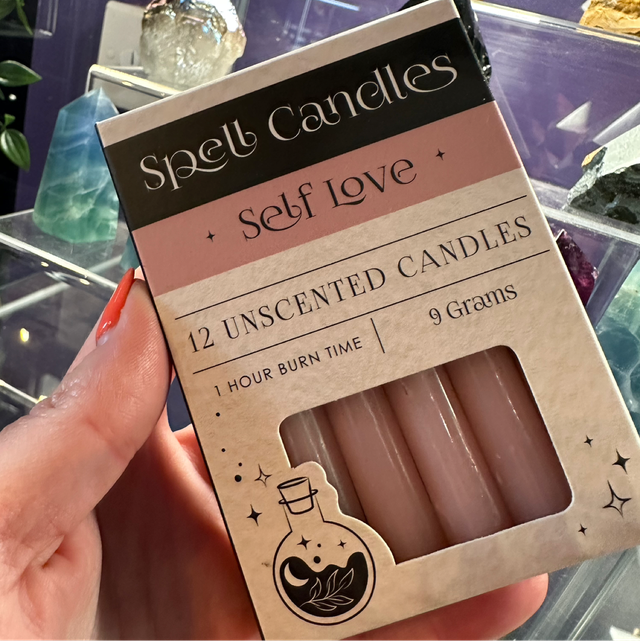 Spell Candles
Self Love
12 UNSCENTED CANDLES
1 HOUR BURN TIME | 9 Grams